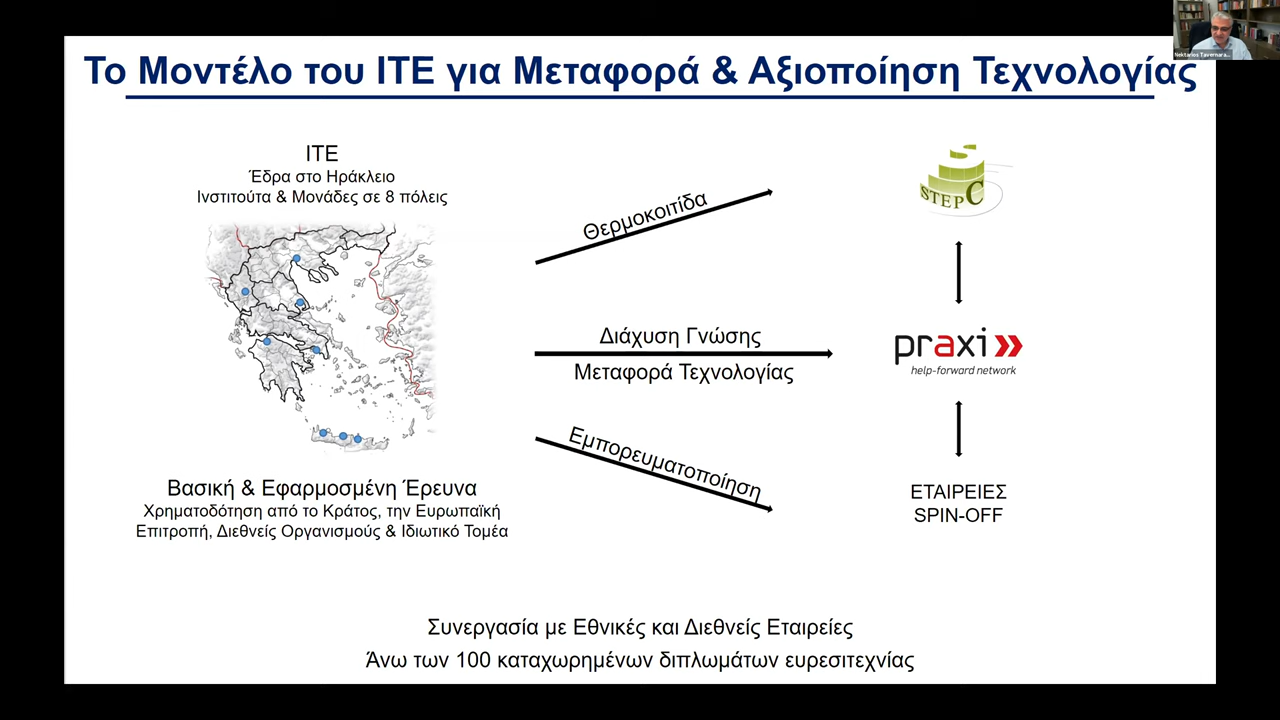 Nektarios Tavernara...
Το Μοντέλο του ΙΤΕ για Μεταφορά & Αξιοποίηση Τεχνολογίας
ΙΤΕ
Έδρα στο Ηράκλειο
Ινστιτούτα & Μονάδες σε 8 πόλεις
Θερμοκοιτίδα
STEP C
Διάχυση Γνώσης
Μεταφορά Τεχνολογίας
praxi
help-forward network
Εμπορευματοποίηση
ΕΤΑΙΡΕΙΕΣ
SPIN-OFF
Βασική & Εφαρμοσμένη Έρευνα
Χρηματοδότηση από το Κράτος, την Ευρωπαϊκή
Επιτροπή, Διεθνείς Οργανισμούς & Ιδιωτικό Τομέα
Συνεργασία με Εθνικές και Διεθνείς Εταιρείες
Άνω των 100 καταχωρημένων διπλωμάτων ευρεσιτεχνίας